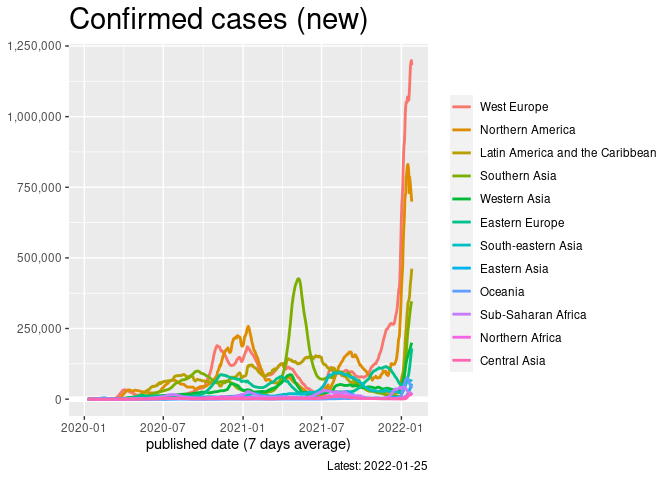 Confirmed cases (new)
1,250,000
1,000,000
750,000
500,000
250,000
0
2020-01
2020-07
2021-01
2021-07
2022-01
published date (7 days average)
West Europe
Northern America
Latin America and the Caribbean
Southern Asia
Western Asia
Eastern Europe
South-eastern Asia
Eastern Asia
Oceania
Sub-Saharan Africa
Northern Africa
Central Asia
Latest: 2022-01-25